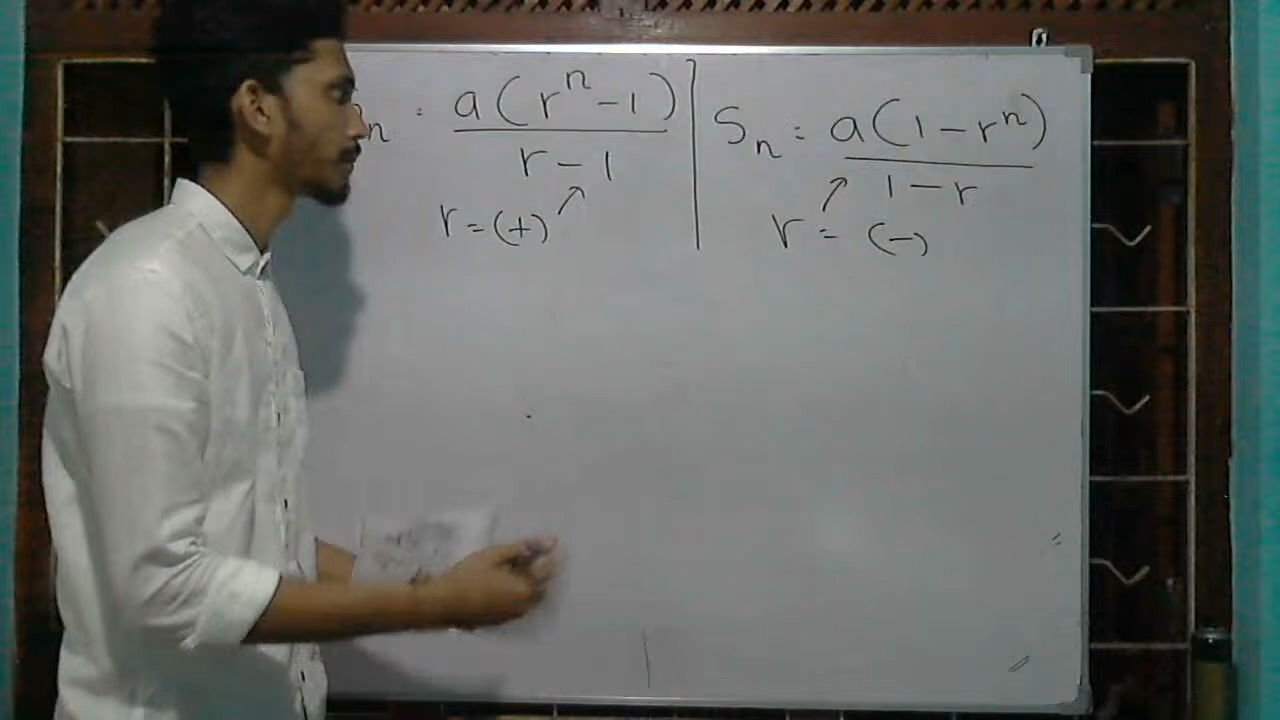 n = a(r^n - 1) / r - 1
r = (+) ↗
S_n = a(1 - r^n) / 1 - r
r = (-) ↗